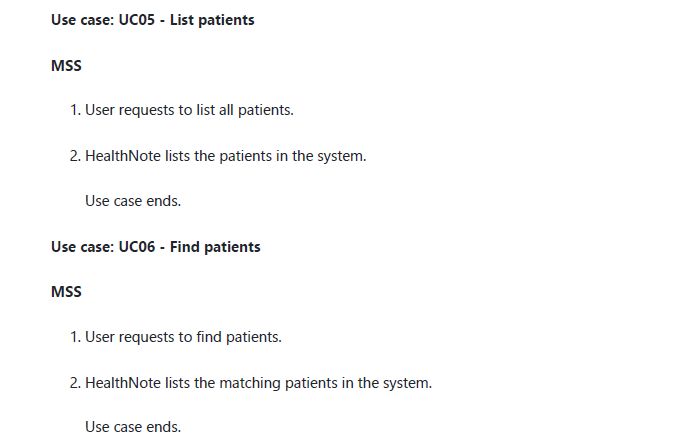 Use case: UC05 - List patients
MSS
1. User requests to list all patients.
2. HealthNote lists the patients in the system.
Use case ends.
Use case: UC06 - Find patients
MSS
1. User requests to find patients.
2. HealthNote lists the matching patients in the system.
Use case ends.